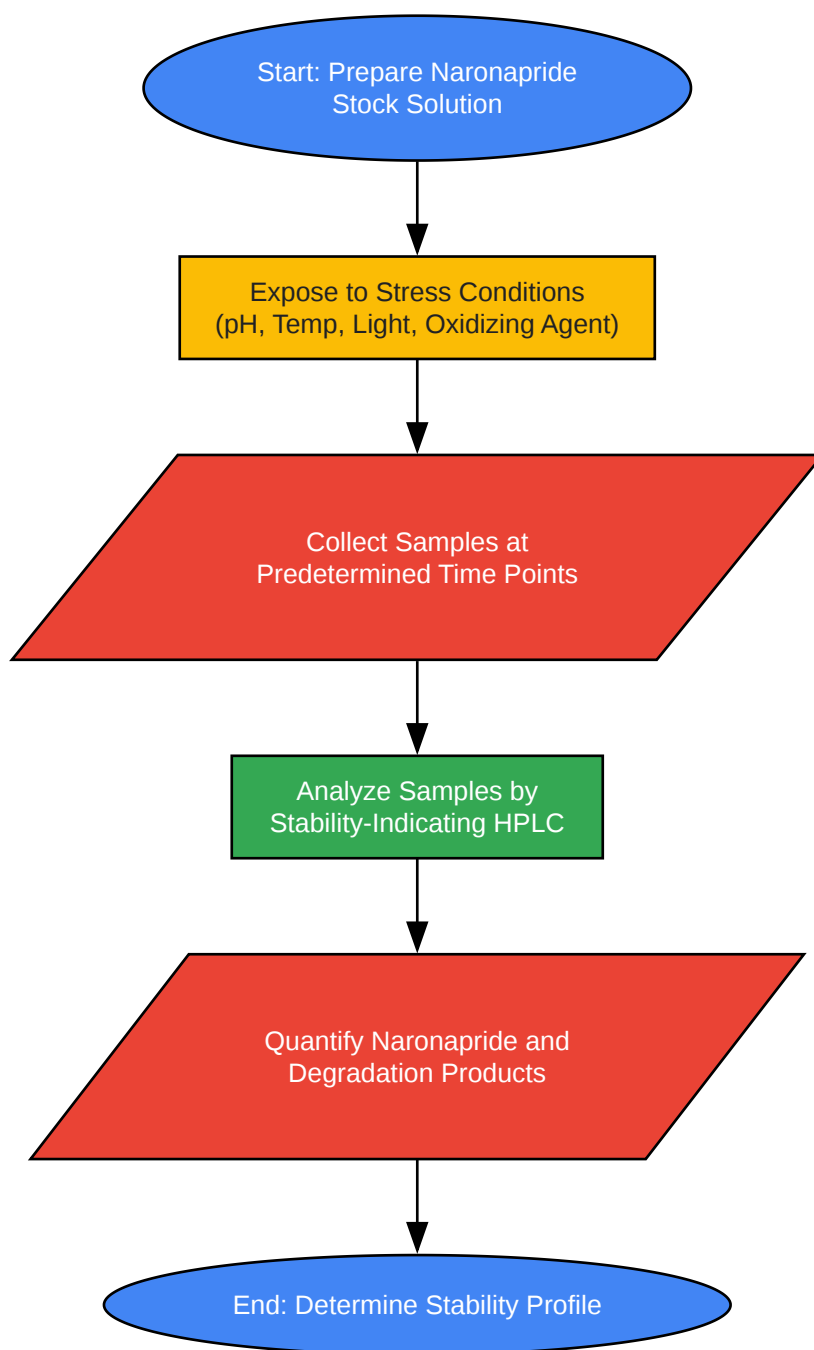 Start: Prepare Naronapride
Stock Solution
Expose to Stress Conditions
(pH, Temp, Light, Oxidizing Agent)
Collect Samples at
Predetermined Time Points
Analyze Samples by
Stability-Indicating HPLC
Quantify Naronapride and
Degradation Products
End: Determine Stability Profile